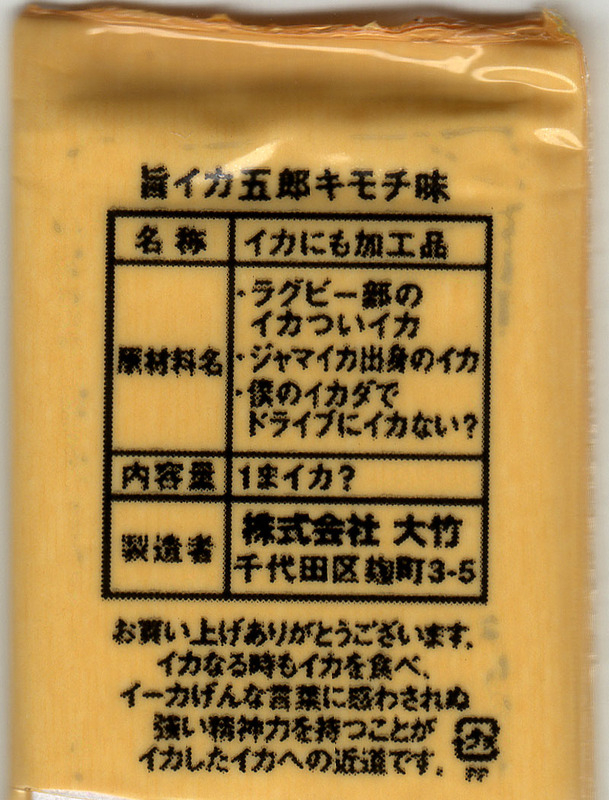 旨イカ五郎キモチ味
名称
イカにも加工品
原材料名
・ラグビー部の
イカついイカ
・ジャマイカ出身のイカ
・僕のイカダで
ドライブにイカない?
内容量
1まイカ?
製造者
株式会社 大竹
千代田区麹町3-5
お買い上げありがとうございます。
イカなる時もイカを食べ、
イーカげんな言葉に惑わされぬ
強い精神力を持つことが
イカしたイカへの近道です。
プラ
PP